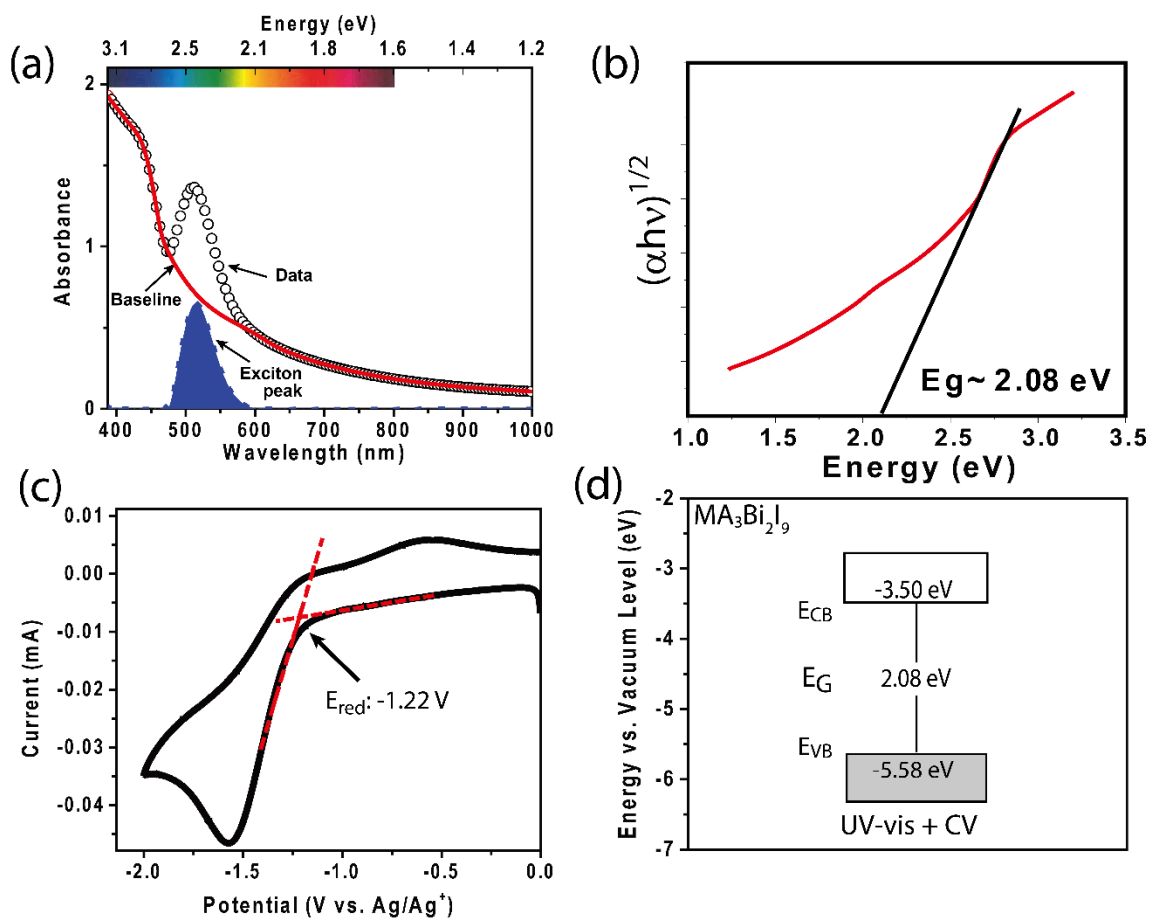 (a)
Energy (eV)
3.1 2.5 2.1 1.8 1.6 1.4 1.2
Absorbance
2
1
0
Data
Baseline
Exciton
peak
400 500 600 700 800 900 1000
Wavelength (nm)
(b)
(αhν)1/2
Eg~ 2.08 eV
1.0 1.5 2.0 2.5 3.0 3.5
Energy (eV)
(c)
Current (mA)
0.01
0.00
-0.01
-0.02
-0.03
-0.04
Ered: -1.22 V
-2.0 -1.5 -1.0 -0.5 0.0
Potential (V vs. Ag/Ag+)
(d)
Energy vs. Vacuum Level (eV)
-2
-3
-4
-5
-6
-7
MA3Bi2I9
-3.50 eV
ECB
EG 2.08 eV
EVB
-5.58 eV
UV-vis + CV